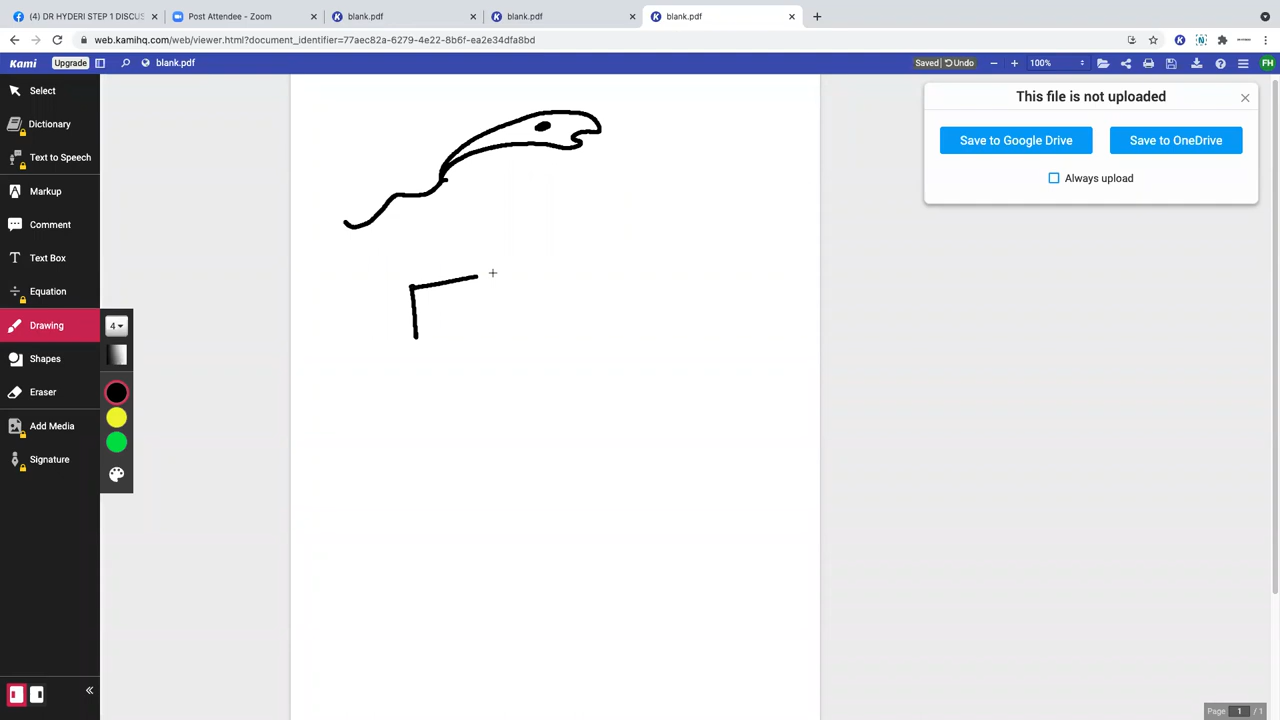 (4) DR HYDERI STEP 1 DISCUS
Post Attendee - Zoom
blank.pdf
blank.pdf
blank.pdf
web.kamihq.com/web/viewer.html?document_identifier=77aec82a-6279-4e22-8b6f-ea2e34dfa8bd
Kami
Upgrade
blank.pdf
Saved
Undo
100%
FH
Select
Dictionary
Text to Speech
Markup
Comment
Text Box
Equation
Drawing
Shapes
Eraser
Add Media
Signature
4
This file is not uploaded
Save to Google Drive
Save to OneDrive
Always upload
Page 1 / 1